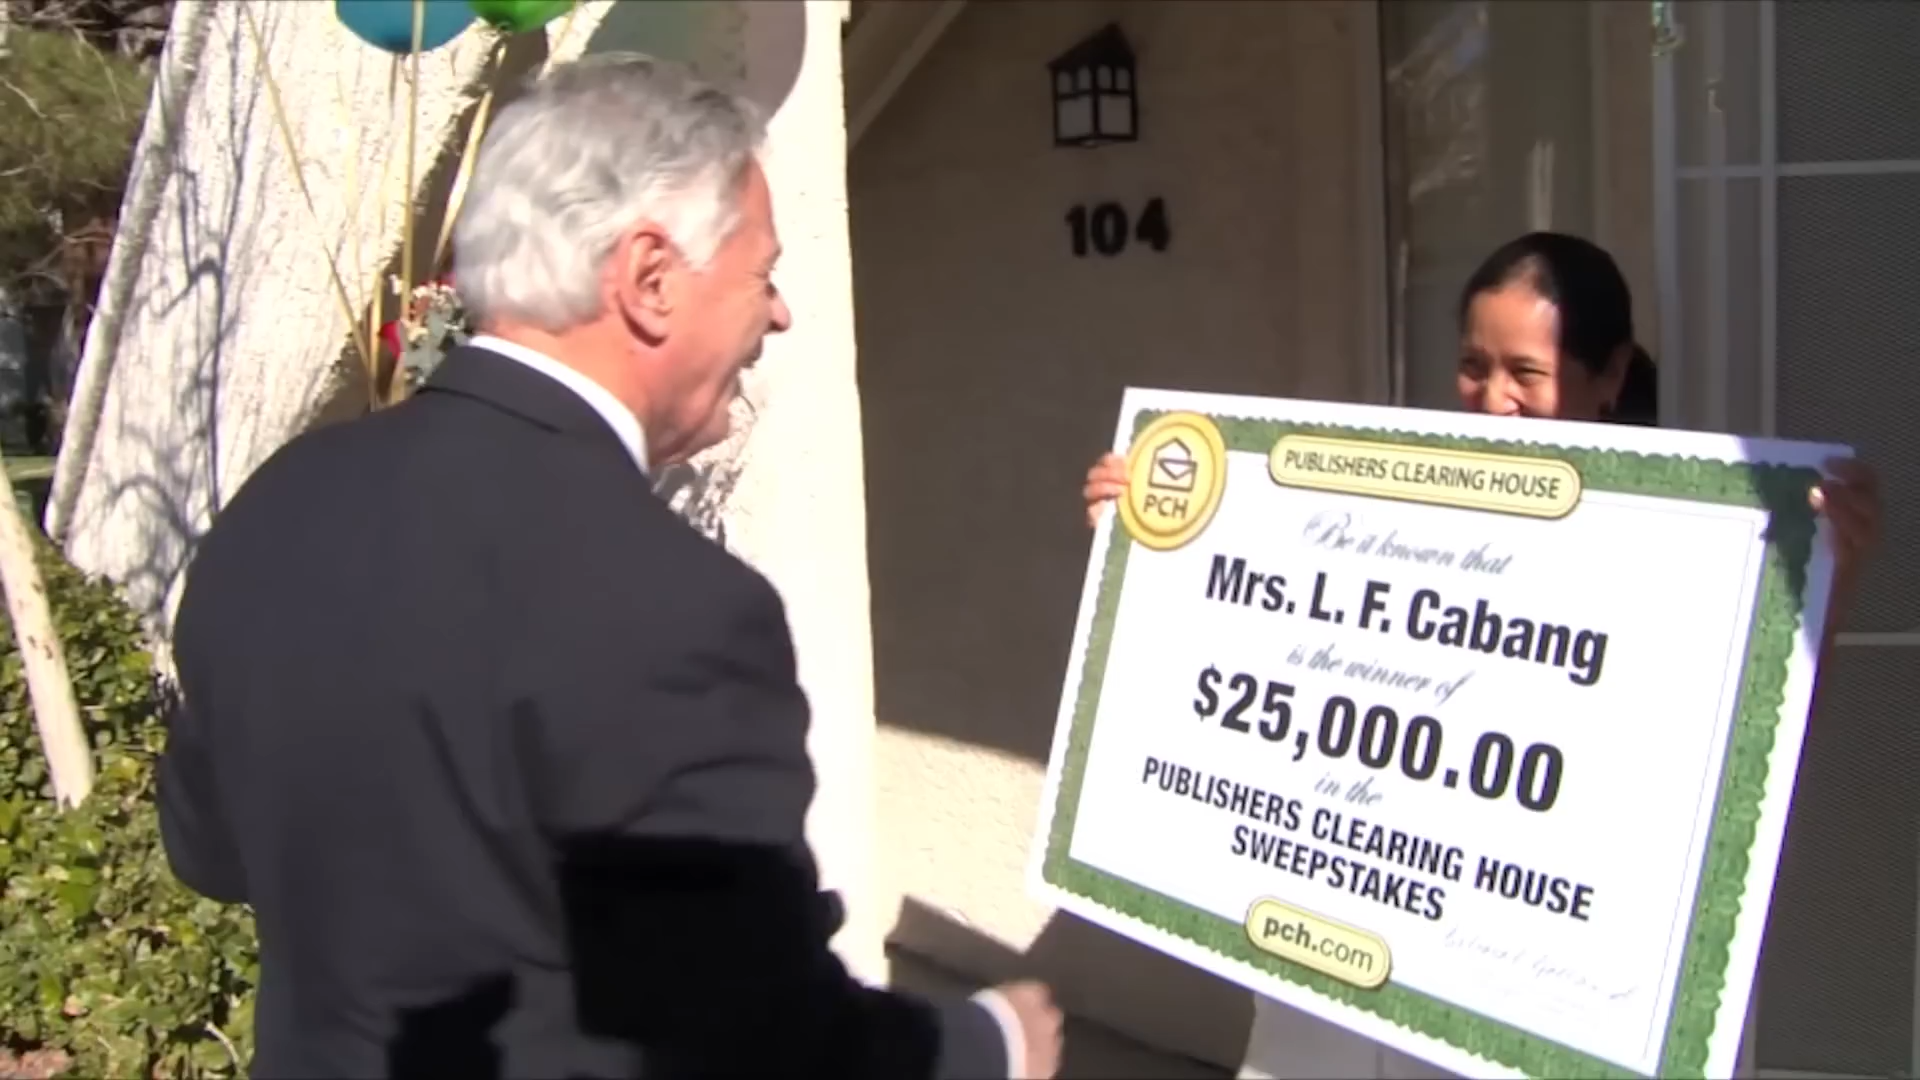 104
PUBLISHERS CLEARING HOUSE
PCH
Be it known that
Mrs. L. F. Cabang
is the winner of
$25,000.00
in the
PUBLISHERS CLEARING HOUSE
SWEEPSTAKES
pch.com